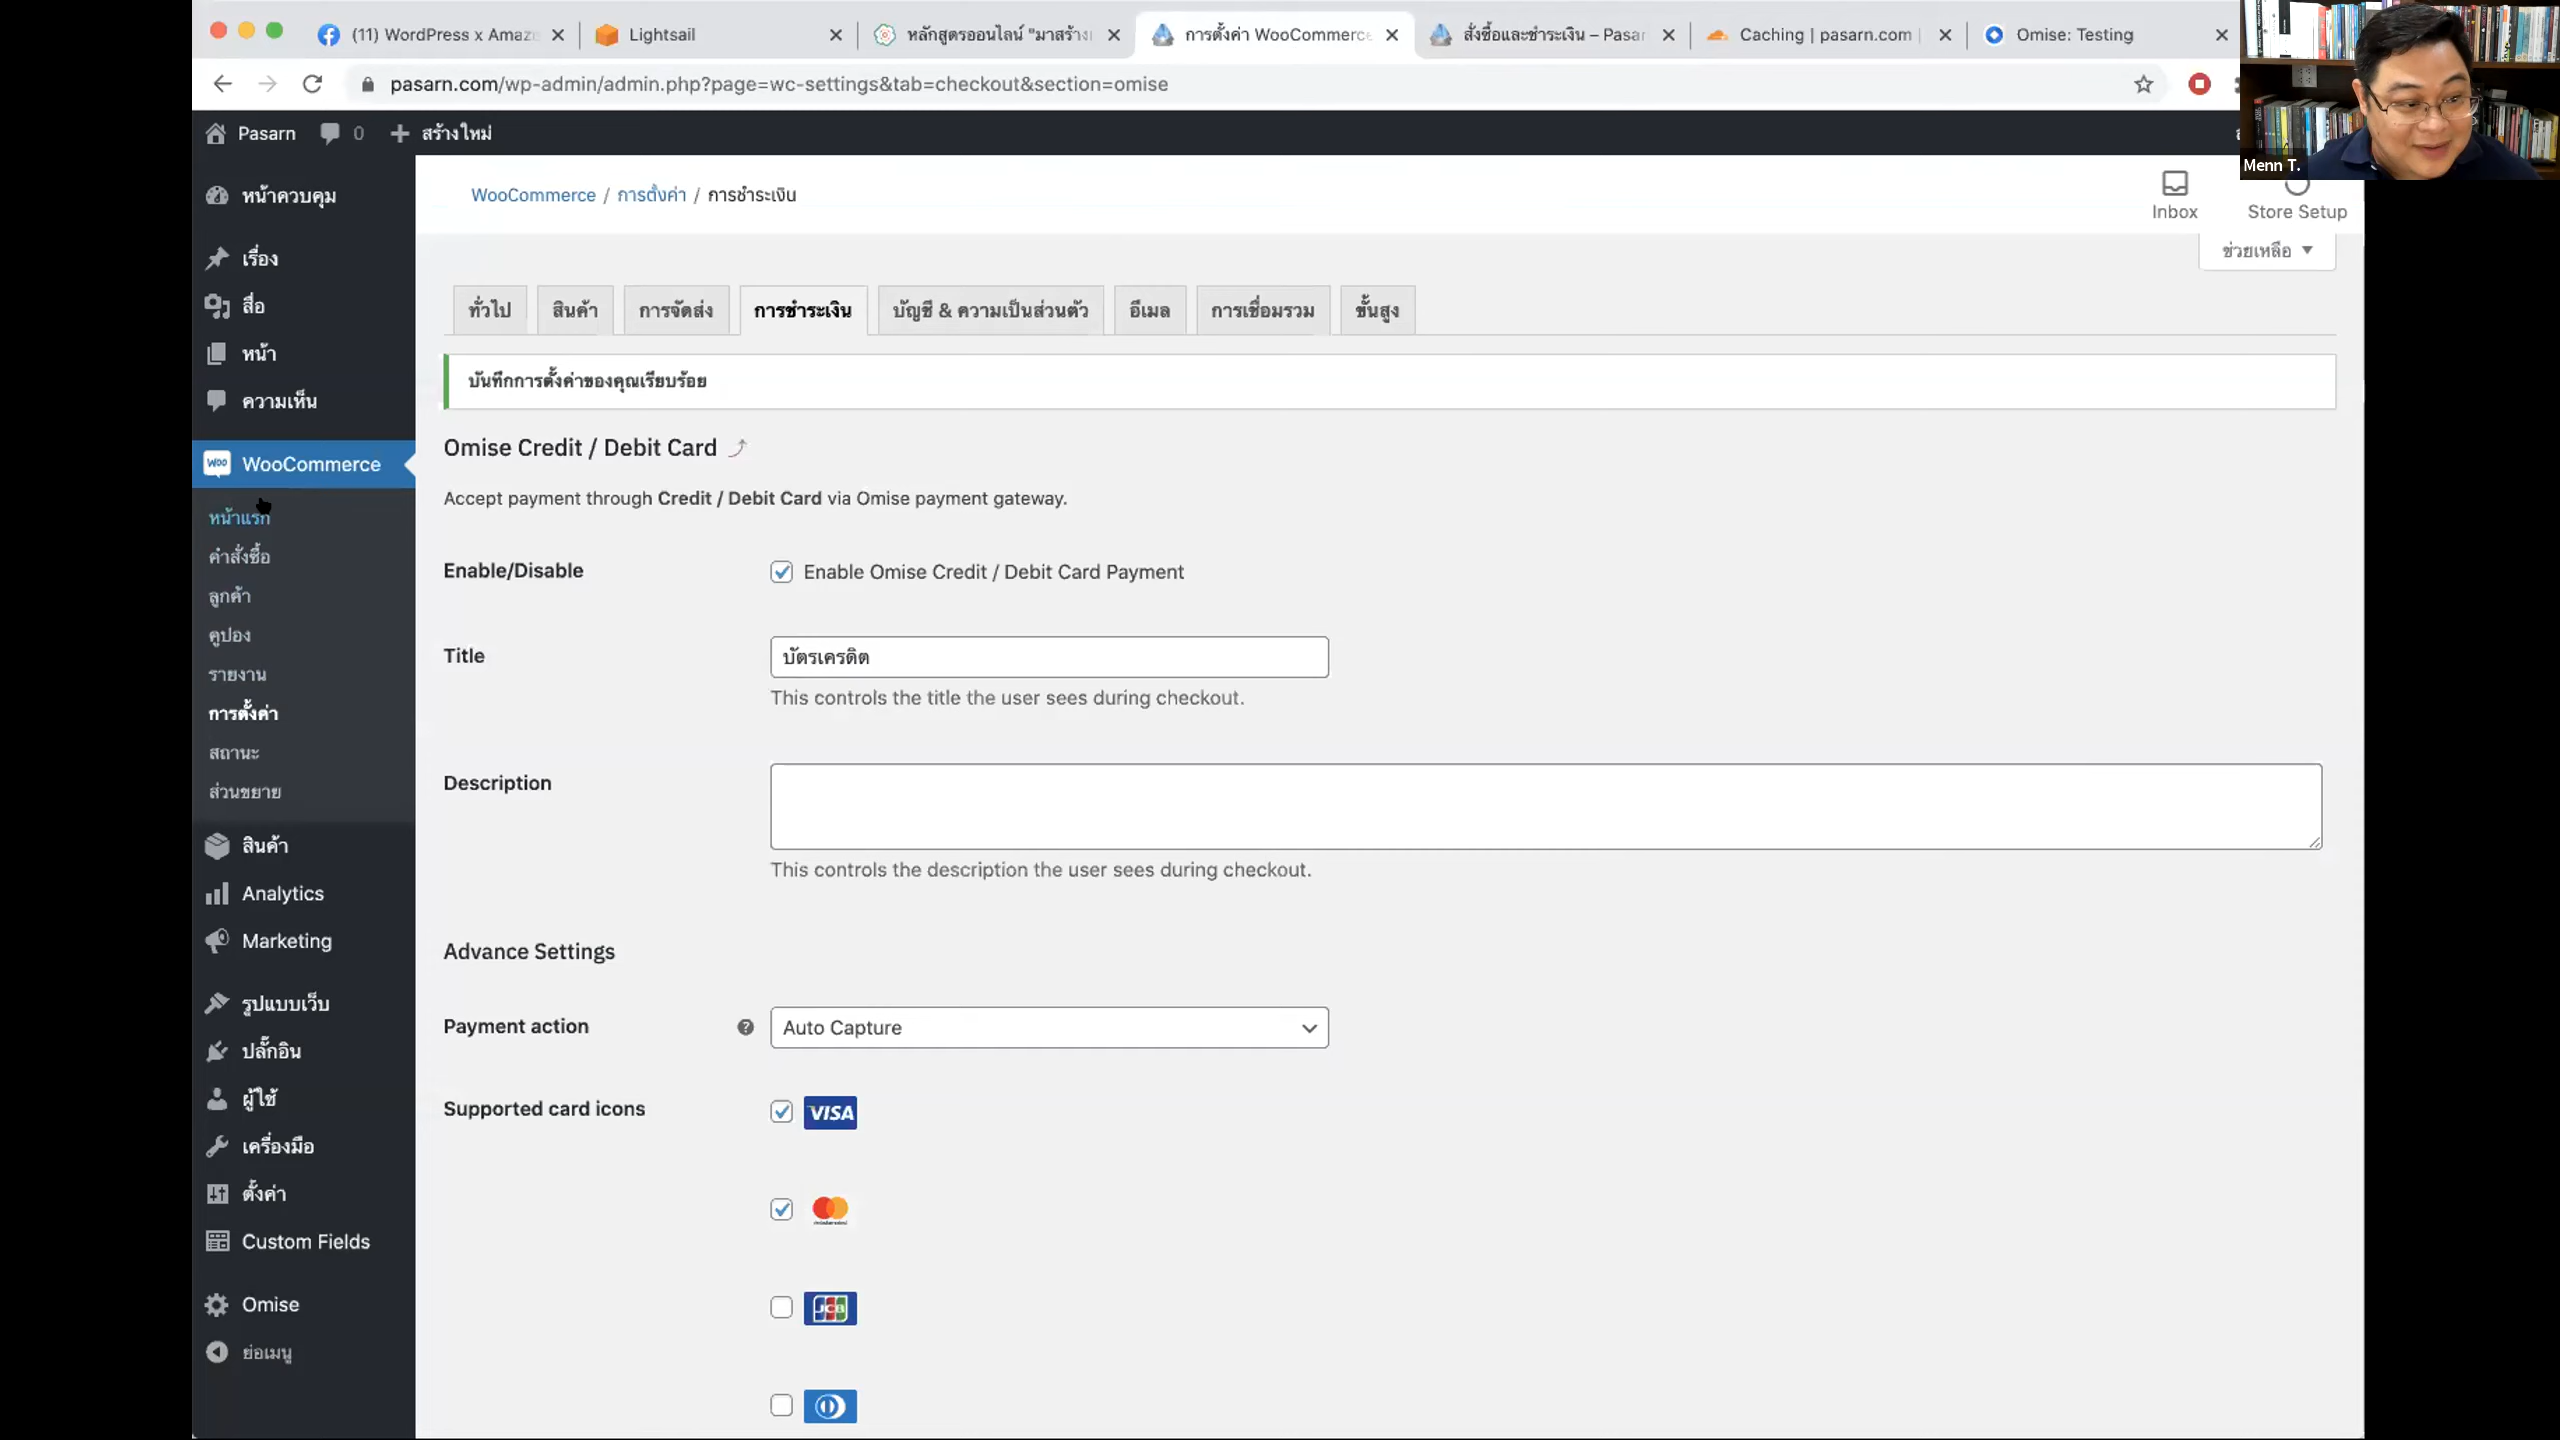 (11) WordPress x Amaz
Lightsail
หลักสูตรออนไลน์ "มาสร้าง
การตั้งค่า WooCommerce
สั่งซื้อและชำระเงิน – Pasar
Caching | pasarn.com |
Omise: Testing
pasarn.com/wp-admin/admin.php?page=wc-settings&tab=checkout&section=omise
Pasarn
0
สร้างใหม่
Menn T.
หน้าควบคุม
เรื่อง
สื่อ
หน้า
ความเห็น
WooCommerce
หน้าแรก
คำสั่งซื้อ
ลูกค้า
คูปอง
รายงาน
การตั้งค่า
สถานะ
ส่วนขยาย
สินค้า
Analytics
Marketing
รูปแบบเว็บ
ปลั๊กอิน
ผู้ใช้
เครื่องมือ
ตั้งค่า
Custom Fields
Omise
ย่อเมนู
WooCommerce / การตั้งค่า / การชำระเงิน
Inbox
Store Setup
ช่วยเหลือ
ทั่วไป
สินค้า
การจัดส่ง
การชำระเงิน
บัญชี & ความเป็นส่วนตัว
อีเมล
การเชื่อมรวม
ขั้นสูง
บันทึกการตั้งค่าของคุณเรียบร้อย
Omise Credit / Debit Card
Accept payment through Credit / Debit Card via Omise payment gateway.
Enable/Disable
Enable Omise Credit / Debit Card Payment
Title
บัตรเครดิต
This controls the title the user sees during checkout.
Description
This controls the description the user sees during checkout.
Advance Settings
Payment action
Auto Capture
Supported card icons
VISA
JCB